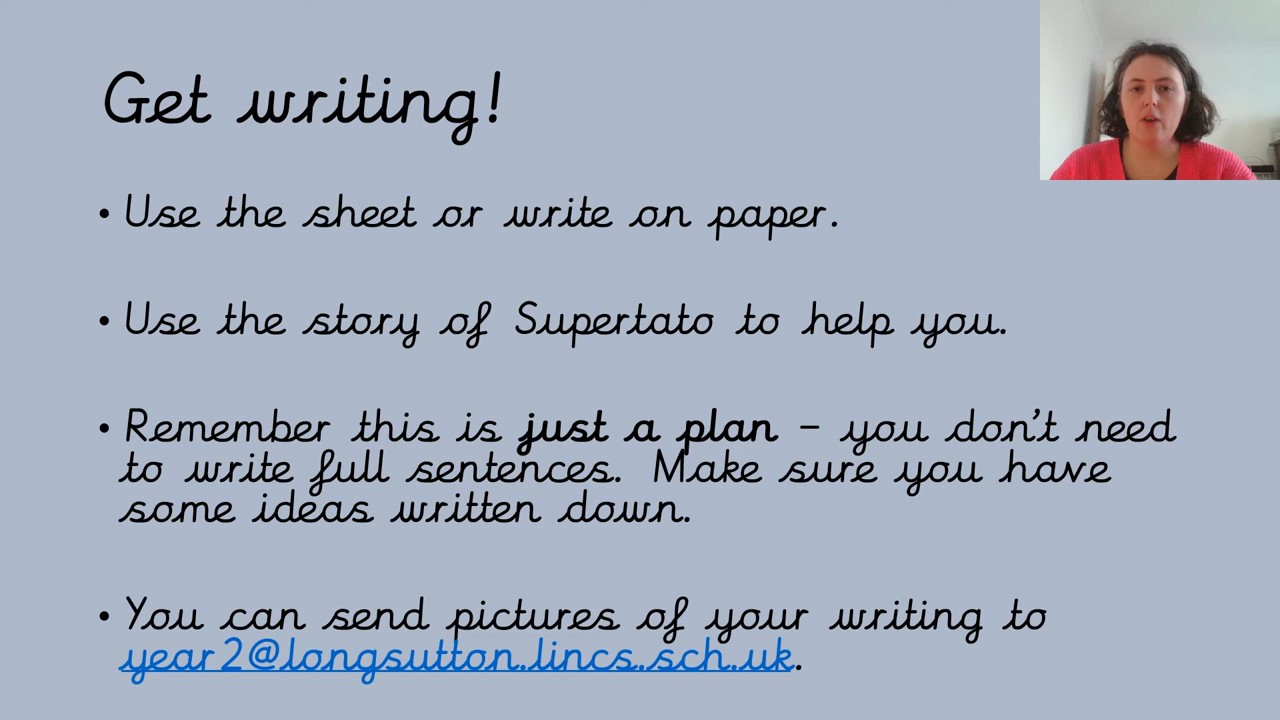 Get writing!
• Use the sheet or write on paper.
• Use the story of Supertato to help you.
• Remember this is just a plan – you don't need
to write full sentences. Make sure you have
some ideas written down.
• You can send pictures of your writing to
year2@longsutton.lincs.sch.uk.